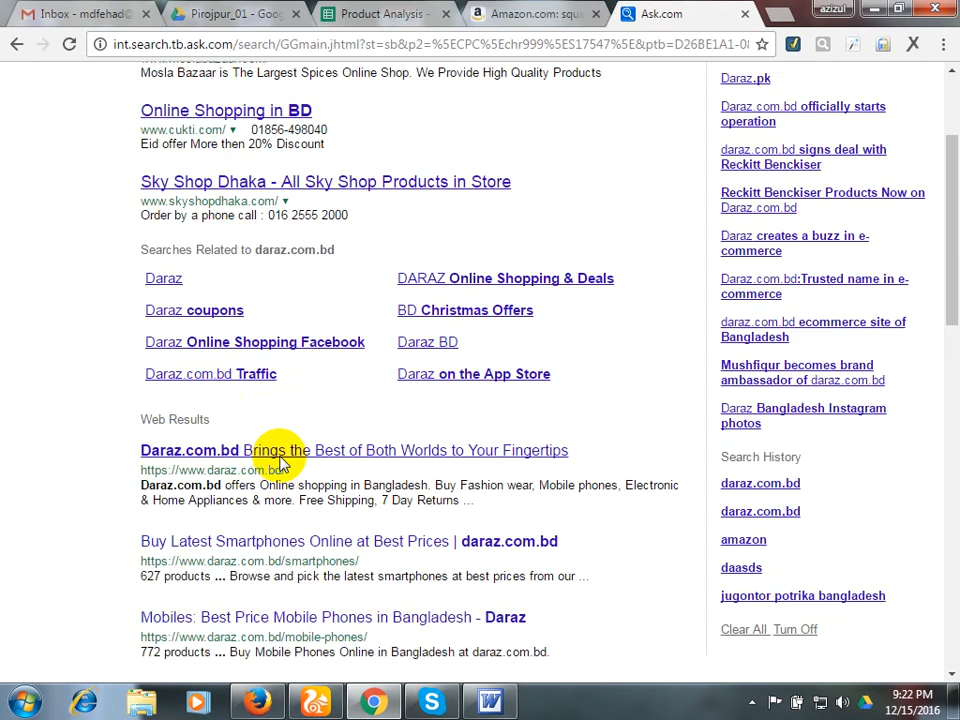 Inbox - mdfehad@
Pirojpur_01 - Goog
Product Analysis -
Amazon.com: squ
Ask.com
azizul
int.search.tb.ask.com/search/GGmain.jhtml?st=sb&p2=%5ECPC%5Echr999%5ES17547%5E&ptb=D26BE1A1-08
Mosla Bazaar is The Largest Spices Online Shop. We Provide High Quality Products
Online Shopping in BD
www.cukti.com/ 01856-498040
Eid offer More then 20% Discount
Sky Shop Dhaka - All Sky Shop Products in Store
www.skyshopdhaka.com/
Order by a phone call : 016 2555 2000
Searches Related to daraz.com.bd
Daraz
DARAZ Online Shopping & Deals
Daraz coupons
BD Christmas Offers
Daraz Online Shopping Facebook
Daraz BD
Daraz.com.bd Traffic
Daraz on the App Store
Web Results
Daraz.com.bd Brings the Best of Both Worlds to Your Fingertips
https://www.daraz.com.bd/
Daraz.com.bd offers Online shopping in Bangladesh. Buy Fashion wear, Mobile phones, Electronic
& Home Appliances & more. Free Shipping, 7 Day Returns ...
Buy Latest Smartphones Online at Best Prices | daraz.com.bd
https://www.daraz.com.bd/smartphones/
627 products ... Browse and pick the latest smartphones at best prices from our ...
Mobiles: Best Price Mobile Phones in Bangladesh - Daraz
https://www.daraz.com.bd/mobile-phones/
772 products ... Buy Mobile Phones Online in Bangladesh at daraz.com.bd.
Daraz.pk
Daraz.com.bd officially starts
operation
daraz.com.bd signs deal with
Reckitt Benckiser
Reckitt Benckiser Products Now on
Daraz.com.bd
Daraz creates a buzz in e-
commerce
Daraz.com.bd:Trusted name in e-
commerce
daraz.com.bd ecommerce site of
Bangladesh
Mushfiqur becomes brand
ambassador of daraz.com.bd
Daraz Bangladesh Instagram
photos
Search History
daraz.com.bd
daraz.com.bd
amazon
daasds
jugontor potrika bangladesh
Clear All Turn Off
9:22 PM
12/15/2016